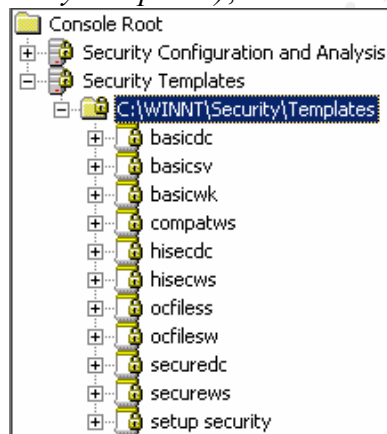 Console Root
Security Configuration and Analysis
Security Templates
C:\WINNT\Security\Templates
basicdc
basicsv
basicwk
compatws
hisecdc
hisecws
ocfiless
ocfilesw
securedc
securews
setup security